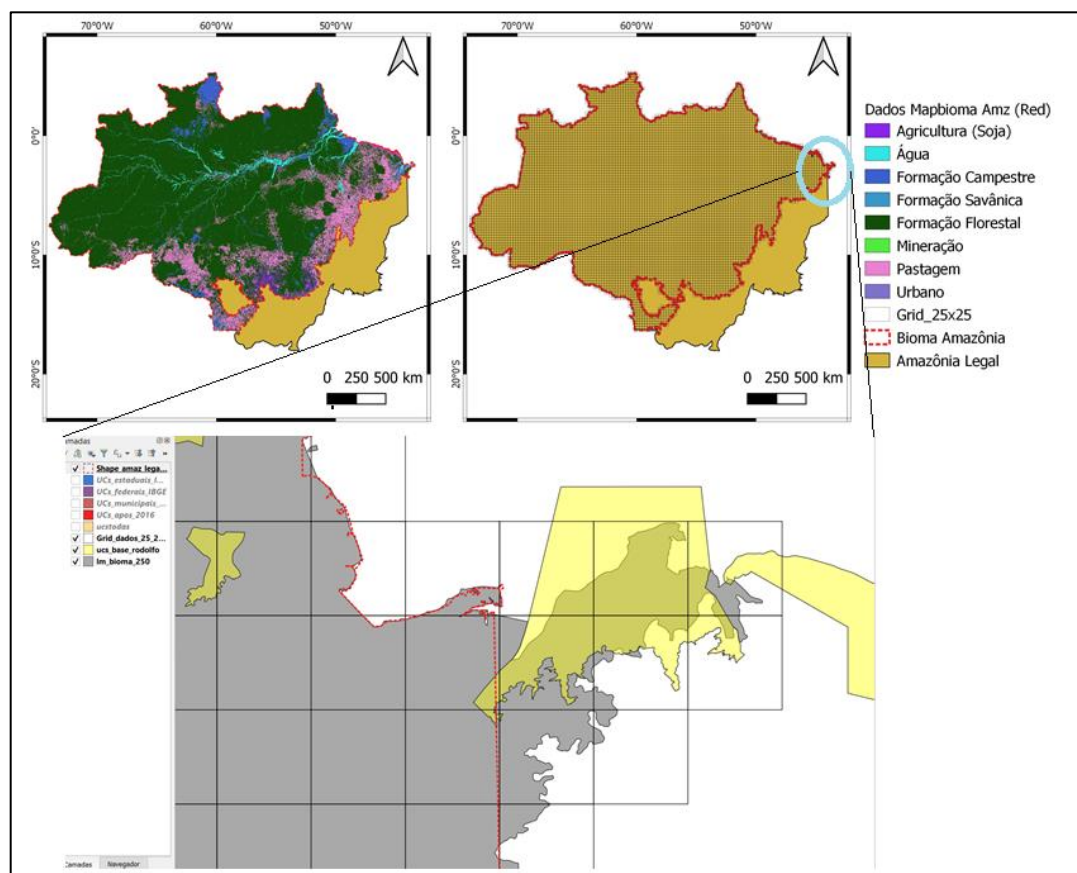 70°0'W 60°0'W 50°0'W
0°0'
10°0'S
20°0'S
0 250 500 km
70°0'W 60°0'W 50°0'W
0°0'
10°0'S
20°0'S
0 250 500 km
Dados Mapbioma Amz (Red)
Agricultura (Soja)
Água
Formação Campestre
Formação Savânica
Formação Florestal
Mineração
Pastagem
Urbano
Grid_25x25
Bioma Amazônia
Amazônia Legal
amadas
Shape_amaz_lega...
UCs_estaduais_I...
UCs_federais_IBGE
UCs_municipais_...
UCs_apos_2016
ucstodas
Grid_dados_25_2...
ucs_base_rodolfo
lm_bioma_250
Camadas Navegador